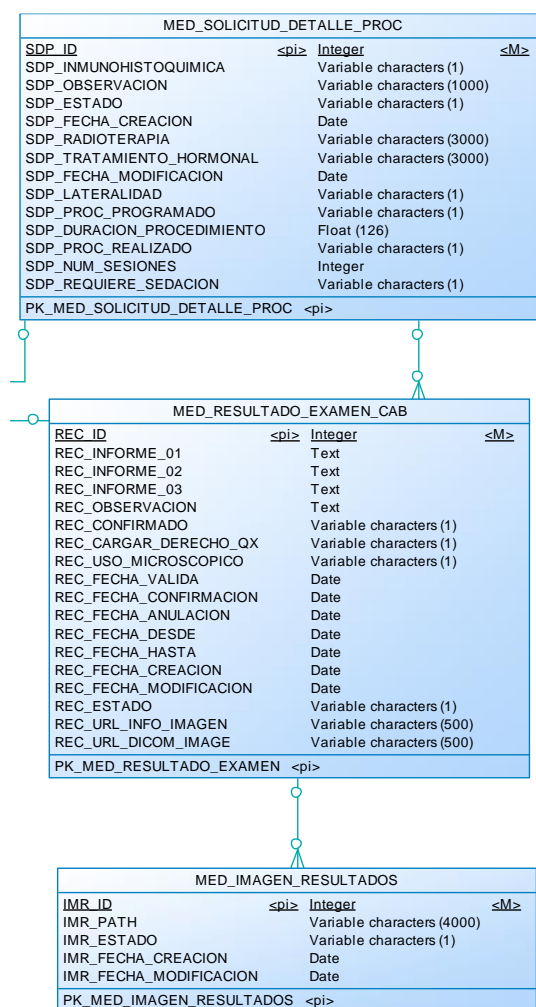 MED_SOLICITUD_DETALLE_PROC
SDP_ID <pi> Integer <M>
SDP_INMUNOHISTOQUIMICA Variable characters (1)
SDP_OBSERVACION Variable characters (1000)
SDP_ESTADO Variable characters (1)
SDP_FECHA_CREACION Date
SDP_RADIOTERAPIA Variable characters (3000)
SDP_TRATAMIENTO_HORMONAL Variable characters (3000)
SDP_FECHA_MODIFICACION Date
SDP_LATERALIDAD Variable characters (1)
SDP_PROC_PROGRAMADO Variable characters (1)
SDP_DURACION_PROCEDIMIENTO Float (126)
SDP_PROC_REALIZADO Variable characters (1)
SDP_NUM_SESIONES Integer
SDP_REQUIERE_SEDACION Variable characters (1)
PK_MED_SOLICITUD_DETALLE_PROC <pi>
MED_RESULTADO_EXAMEN_CAB
REC_ID <pi> Integer <M>
REC_INFORME_01 Text
REC_INFORME_02 Text
REC_INFORME_03 Text
REC_OBSERVACION Text
REC_CONFIRMADO Variable characters (1)
REC_CARGAR_DERECHO_QX Variable characters (1)
REC_USO_MICROSCOPICO Variable characters (1)
REC_FECHA_VALIDA Date
REC_FECHA_CONFIRMACION Date
REC_FECHA_ANULACION Date
REC_FECHA_DESDE Date
REC_FECHA_HASTA Date
REC_FECHA_CREACION Date
REC_FECHA_MODIFICACION Date
REC_ESTADO Variable characters (1)
REC_URL_INFO_IMAGEN Variable characters (500)
REC_URL_DICOM_IMAGE Variable characters (500)
PK_MED_RESULTADO_EXAMEN <pi>
MED_IMAGEN_RESULTADOS
IMR_ID <pi> Integer <M>
IMR_PATH Variable characters (4000)
IMR_ESTADO Variable characters (1)
IMR_FECHA_CREACION Date
IMR_FECHA_MODIFICACION Date
PK_MED_IMAGEN_RESULTADOS <pi>